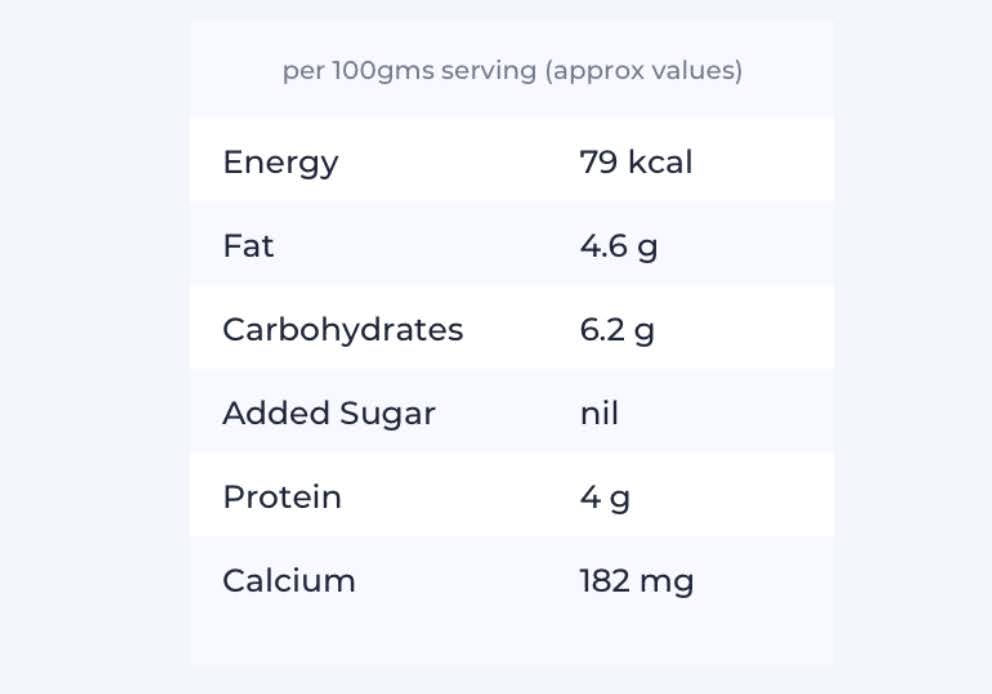 per 100gms serving (approx values)
Energy 79 kcal
Fat 4.6 g
Carbohydrates 6.2 g
Added Sugar nil
Protein 4 g
Calcium 182 mg